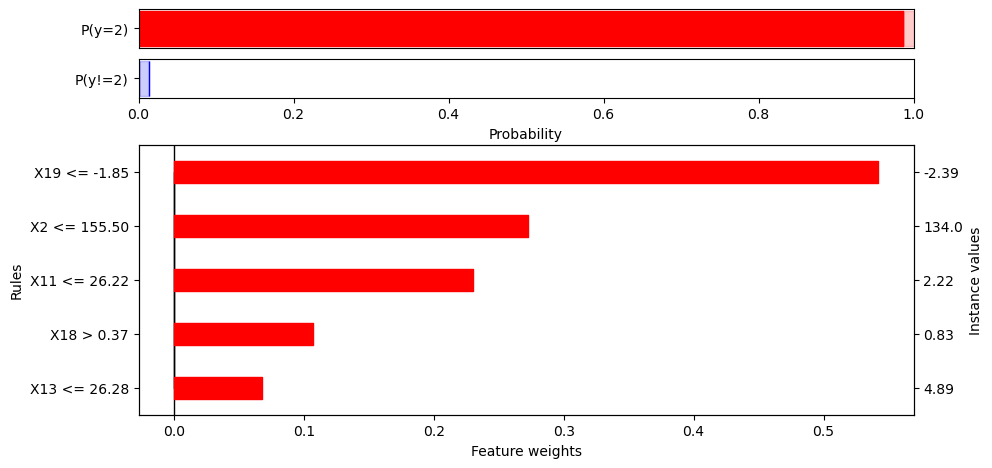 P(y=2)
P(y!=2)
0.0 0.2 0.4 0.6 0.8 1.0
Probability
X19 <= -1.85 -2.39
X2 <= 155.50 134.0
X11 <= 26.22 2.22
X18 > 0.37 0.83
X13 <= 26.28 4.89
Rules
Instance values
0.0 0.1 0.2 0.3 0.4 0.5
Feature weights